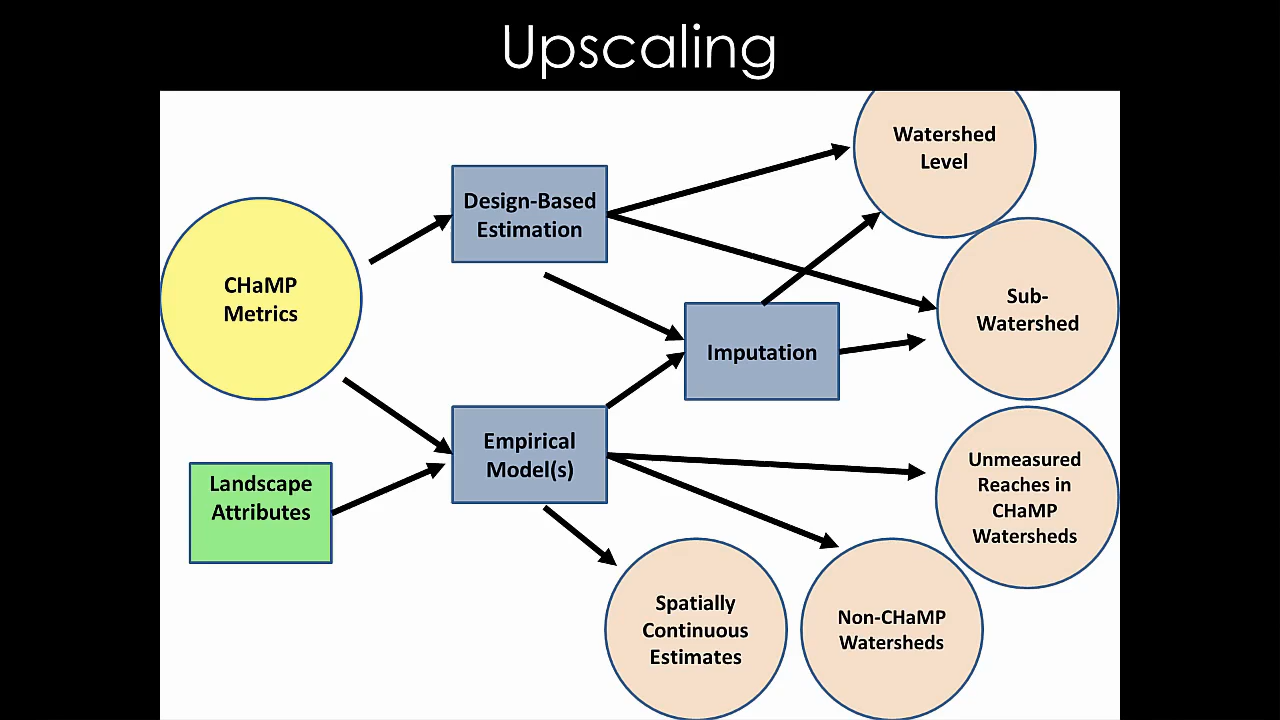 Upscaling
Watershed
Level
Design-Based
Estimation
CHaMP
Metrics
Sub-
Watershed
Imputation
Empirical
Model(s)
Landscape
Attributes
Unmeasured
Reaches in
CHaMP
Watersheds
Spatially
Continuous
Estimates
Non-CHaMP
Watersheds